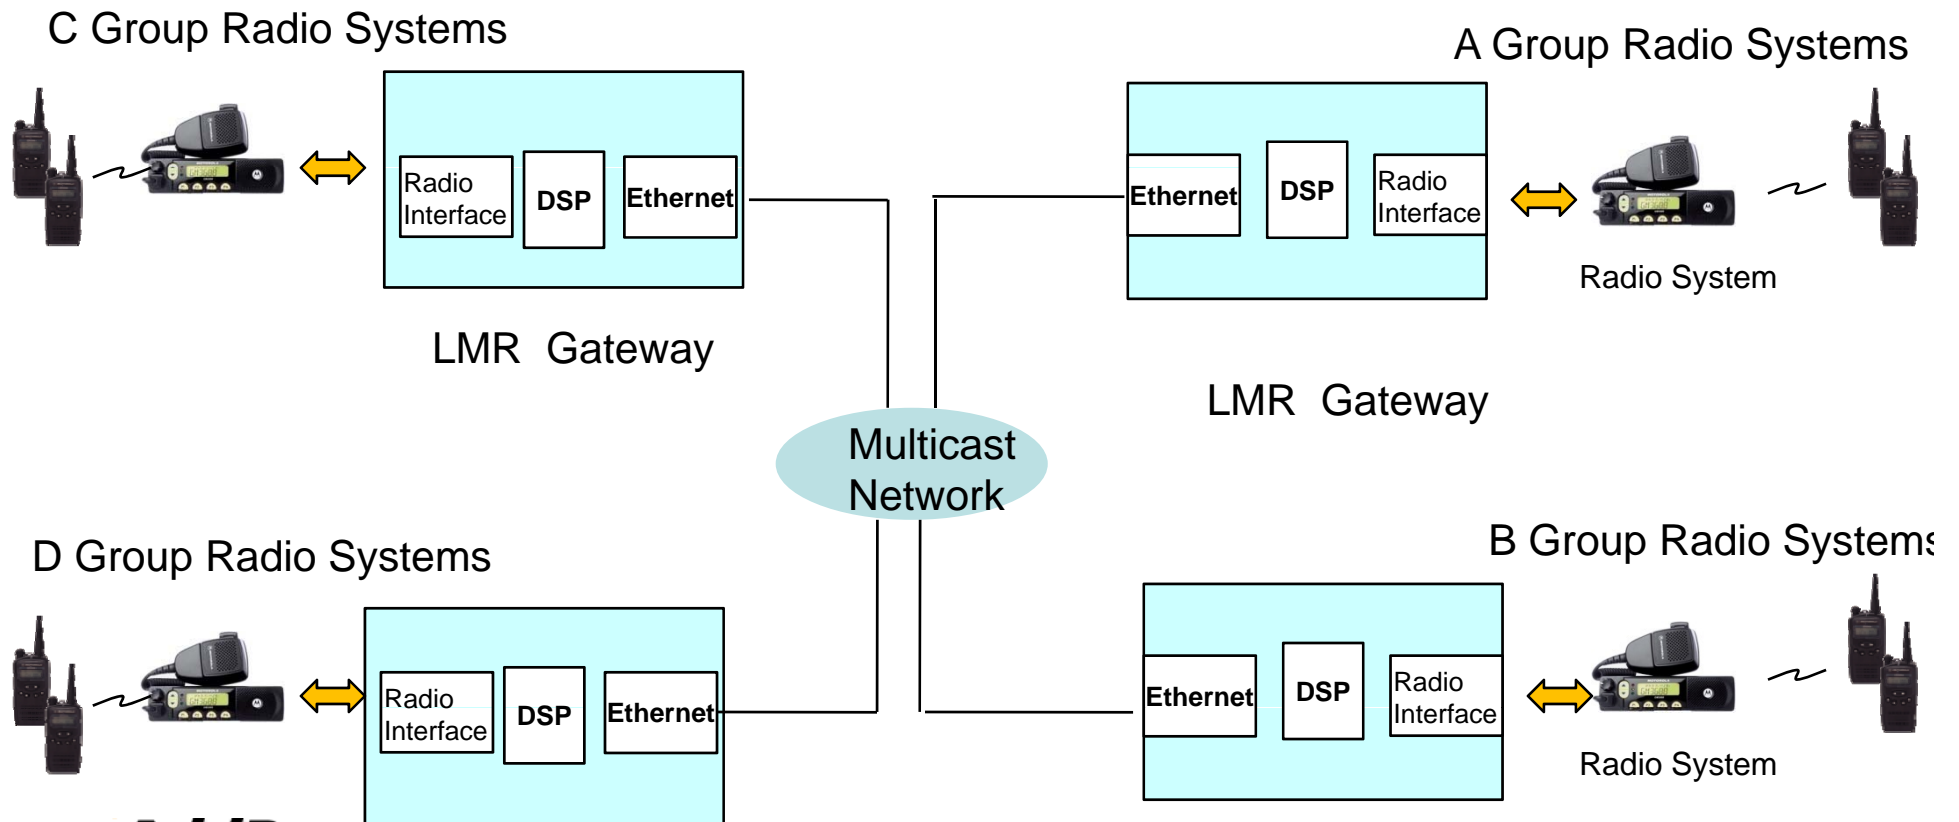 C Group Radio Systems
A Group Radio Systems
Radio
Interface
DSP
Ethernet
Ethernet
DSP
Radio
Interface
Radio System
LMR Gateway
LMR Gateway
Multicast
Network
D Group Radio Systems
B Group Radio Systems
Radio
Interface
DSP
Ethernet
Ethernet
DSP
Radio
Interface
Radio System